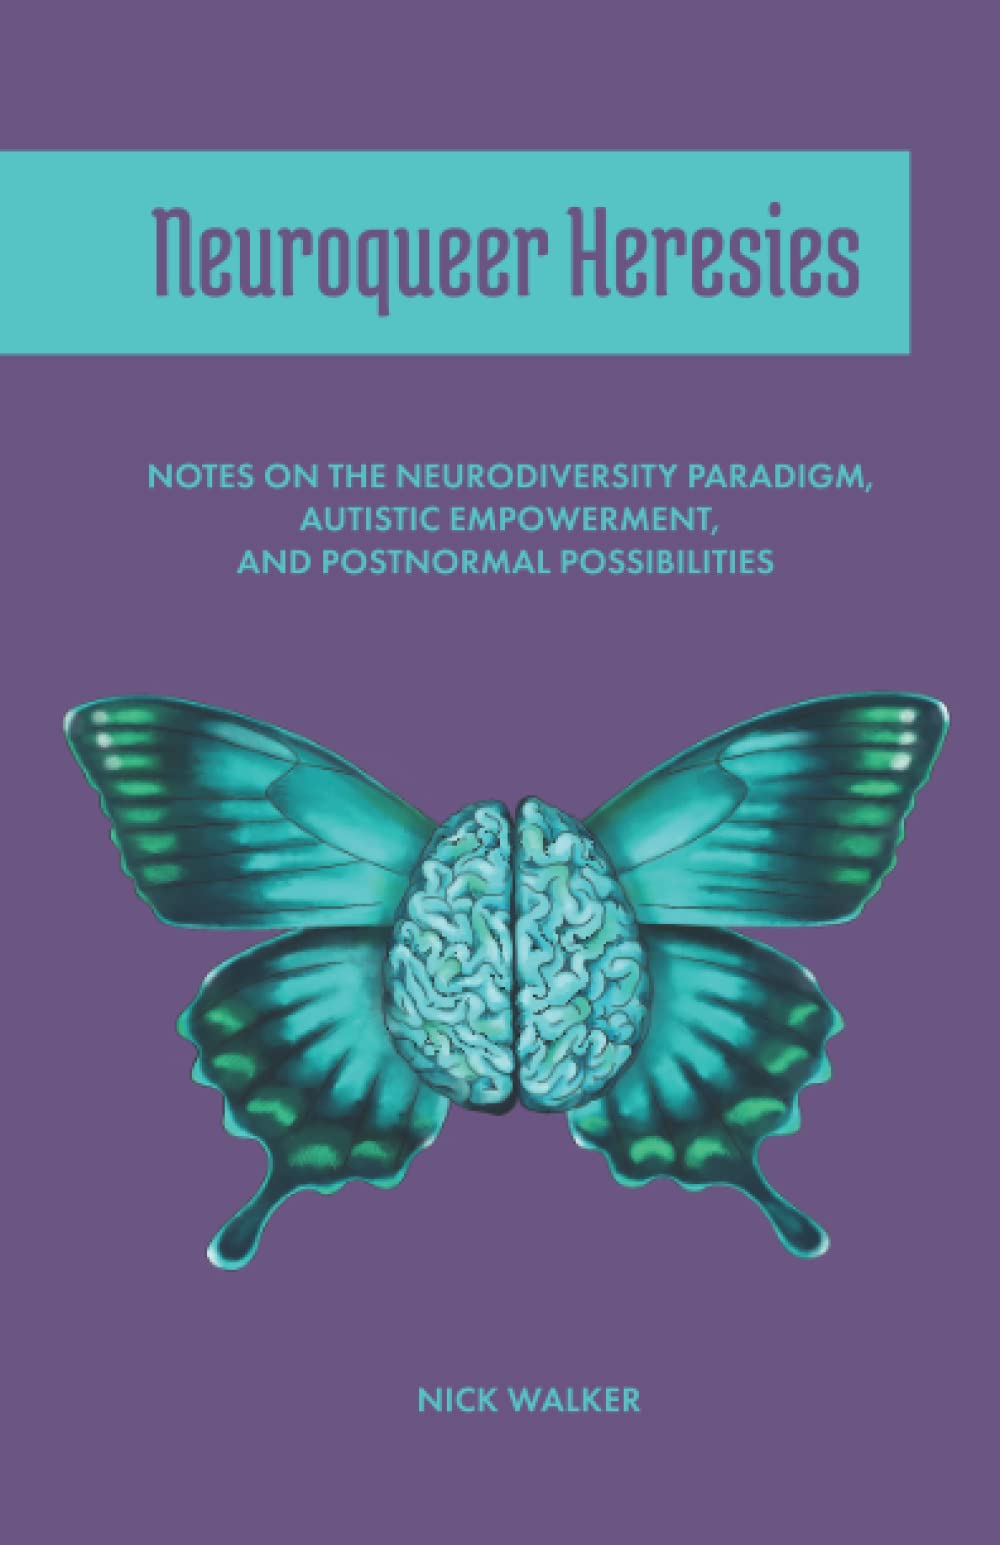 Neuroqueer Heresies
NOTES ON THE NEURODIVERSITY PARADIGM,
AUTISTIC EMPOWERMENT,
AND POSTNORMAL POSSIBILITIES
NICK WALKER